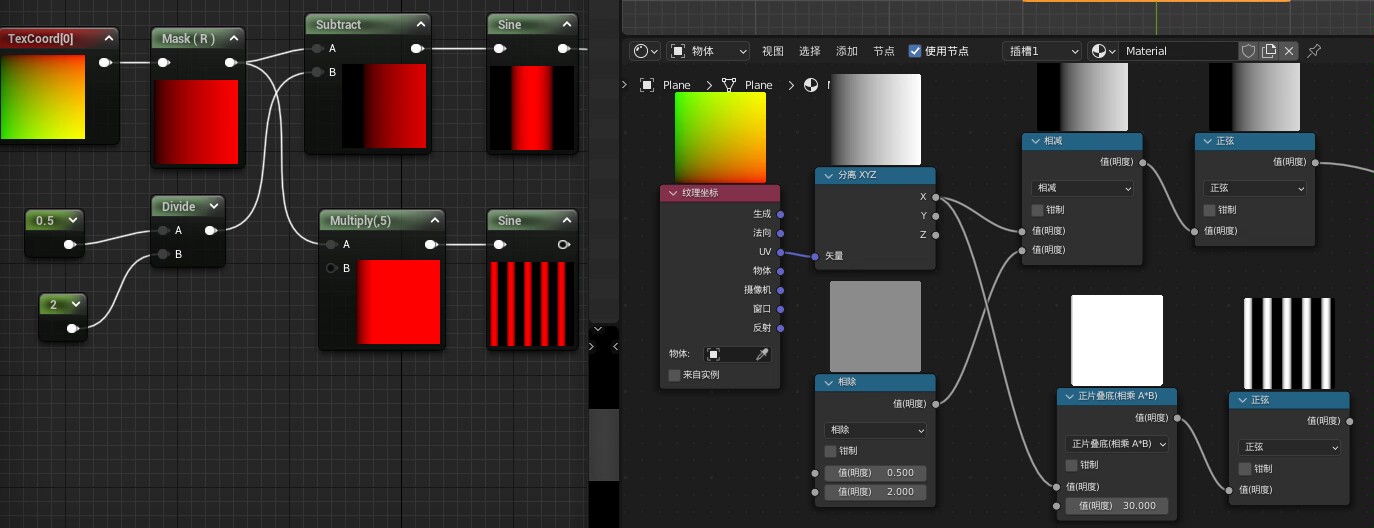 TexCoord[0]
Mask ( R )
Subtract
A
B
Sine
0.5
2
Divide
A
B
Multiply(,5)
A
B
Sine
物体
视图
选择
添加
节点
使用节点
插槽1
Material
Plane
Plane
纹理坐标
生成
法向
UV
物体
摄像机
窗口
反射
物体:
来自实例
分离 XYZ
X
Y
Z
矢量
相除
值(明度)
相除
钳制
值(明度) 0.500
值(明度) 2.000
相减
值(明度)
相减
钳制
值(明度)
值(明度)
正弦
值(明度)
正弦
钳制
值(明度)
正片叠底(相乘 A*B)
值(明度)
正片叠底(相乘 A*B)
钳制
值(明度)
值(明度) 30.000
正弦
值(明度)
正弦
钳制
值(明度)